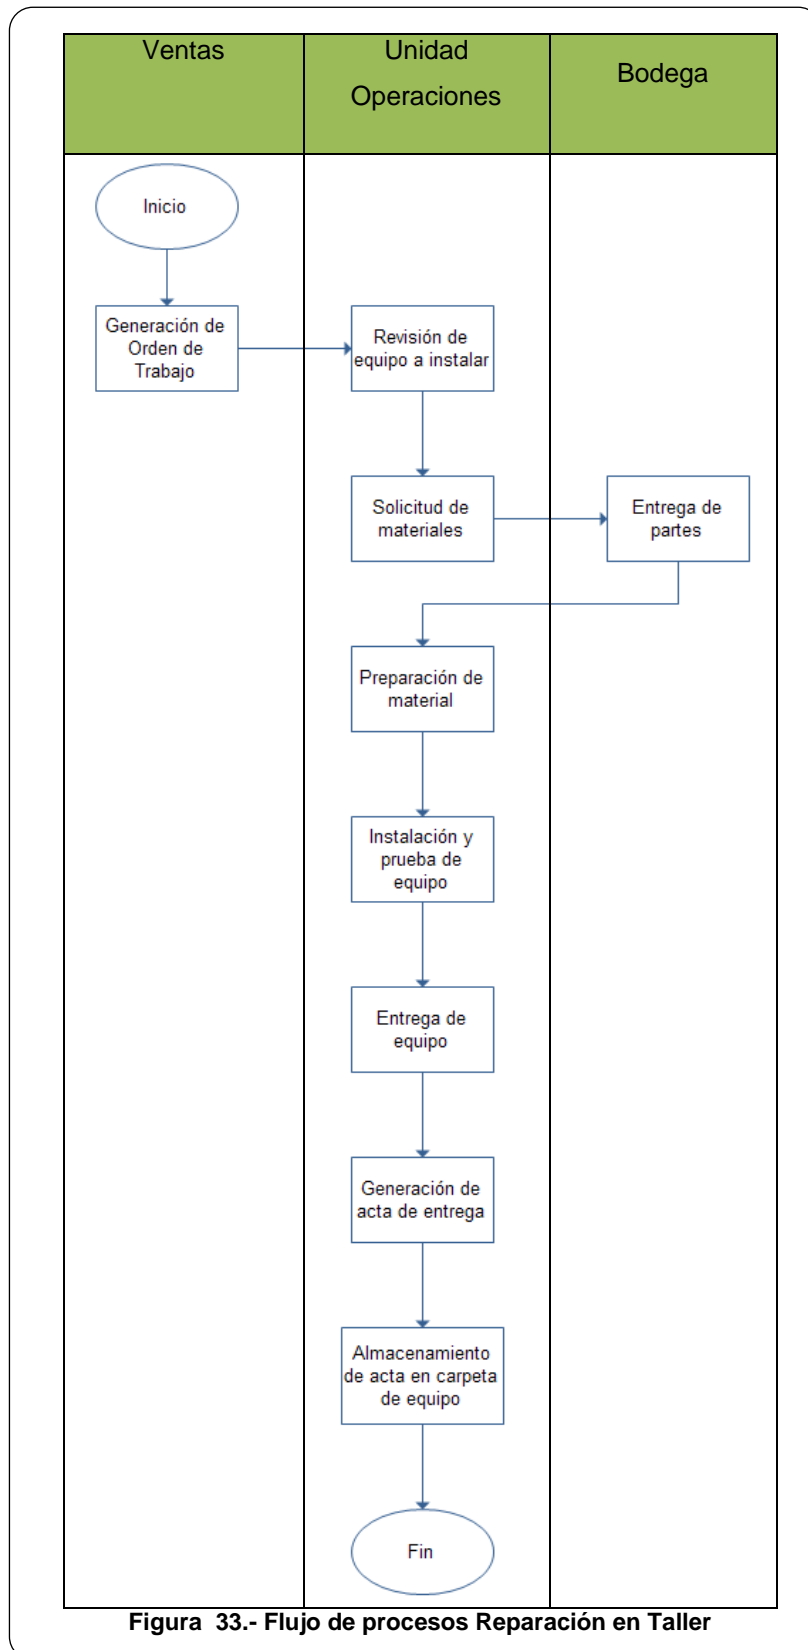 Ventas
Unidad
Operaciones
Bodega
Inicio
Generación de
Orden de
Trabajo
Revisión de
equipo a instalar
Solicitud de
materiales
Entrega de
partes
Preparación de
material
Instalación y
prueba de
equipo
Entrega de
equipo
Generación de
acta de entrega
Almacenamiento
de acta en carpeta
de equipo
Fin
Figura 33.- Flujo de procesos Reparación en Taller